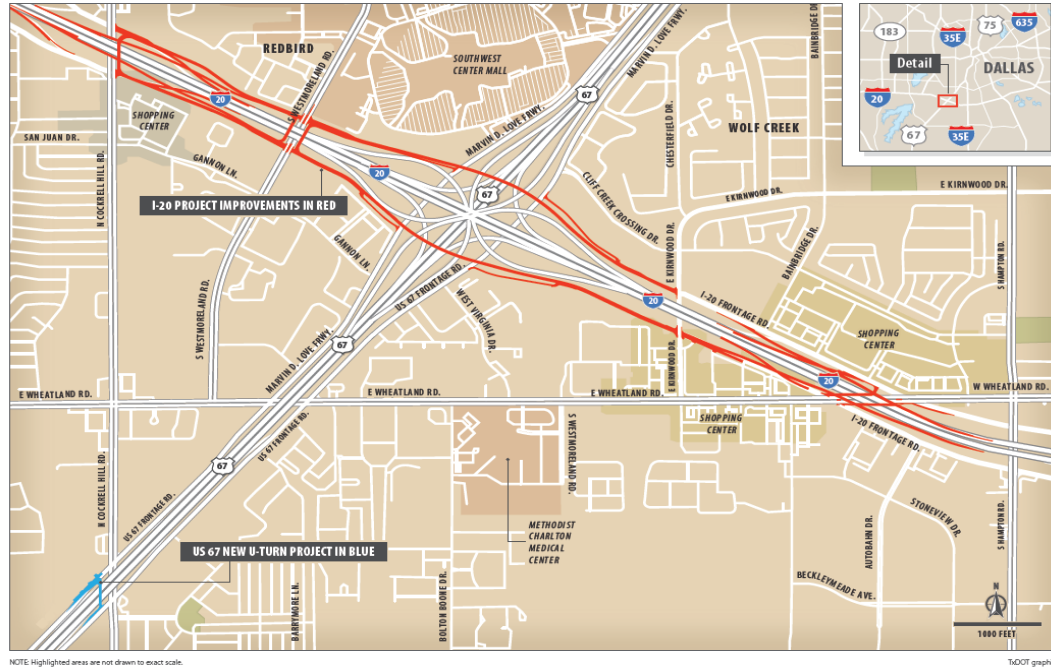 REDBIRD
S WESTMORELAND RD.
SOUTHWEST
CENTER MALL
MARVIN D. LOVE FRWY.
BAINBRIDGE DR
183
35E
75
635
Detail
DALLAS
20
67
35E
20
67
SHOPPING
CENTER
SAN JUAN DR.
N COCKRELL HILL RD.
GANNON LN.
MARVIN D. LOVE FRWY.
CHESTERFIELD DR.
WOLF CREEK
20
67
I-20 PROJECT IMPROVEMENTS IN RED
CLIFF CREEK CROSSING DR.
E KIRNWOOD DR.
E KIRNWOOD DR.
GANNON LN.
E KIRNWOOD DR.
BAINBRIDGE DR.
S HAMPTON RD.
US 67 FRONTAGE RD.
20
I-20 FRONTAGE RD.
S WESTMORELAND RD.
WEST VIRGINIA DR.
67
MARVIN D. LOVE FRWY.
E KIRNWOOD DR.
SHOPPING
CENTER
20
E WHEATLAND RD.
E WHEATLAND RD.
E WHEATLAND RD.
W WHEATLAND RD.
US 67 FRONTAGE RD.
SHOPPING
CENTER
I-20 FRONTAGE RD.
67
N COCKRELL HILL RD.
S WESTMORELAND RD.
US 67 FRONTAGE RD.
METHODIST
CHARLTON
MEDICAL
CENTER
STONEVIEW DR.
S HAMPTON RD.
AUTOBAHN DR.
US 67 NEW U-TURN PROJECT IN BLUE
BARRYMORE LN.
BOLTON BOONE DR.
BECKLEYMEADE AVE.
N
1000 FEET
NOTE: Highlighted areas are not drawn to exact scale.
TxDOT graph